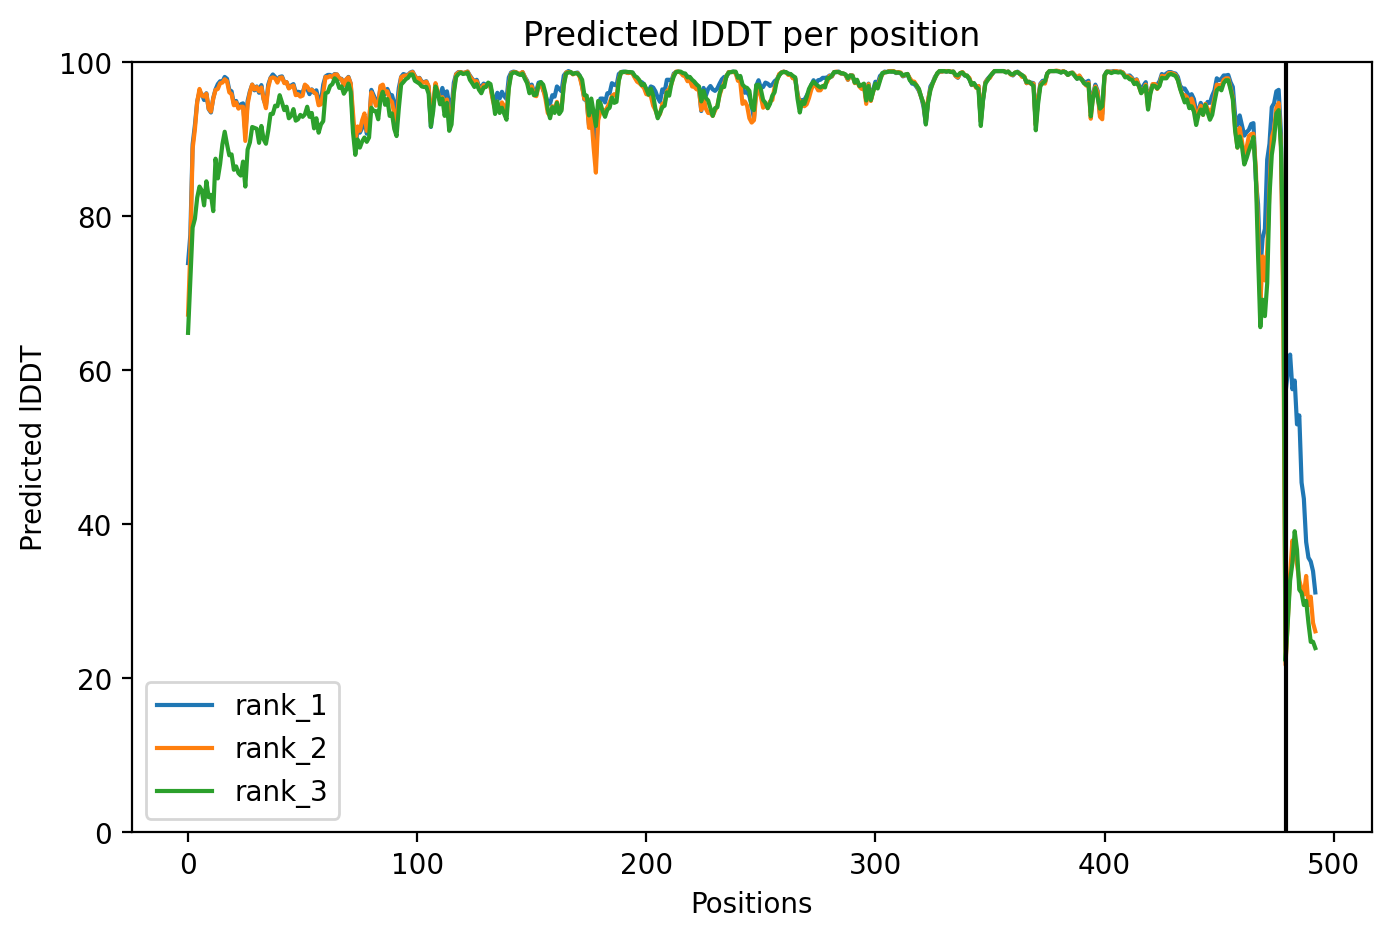 Predicted lDDT per position
100
80
60
40
20
0
Predicted lDDT
rank_1
rank_2
rank_3
0 100 200 300 400 500
Positions